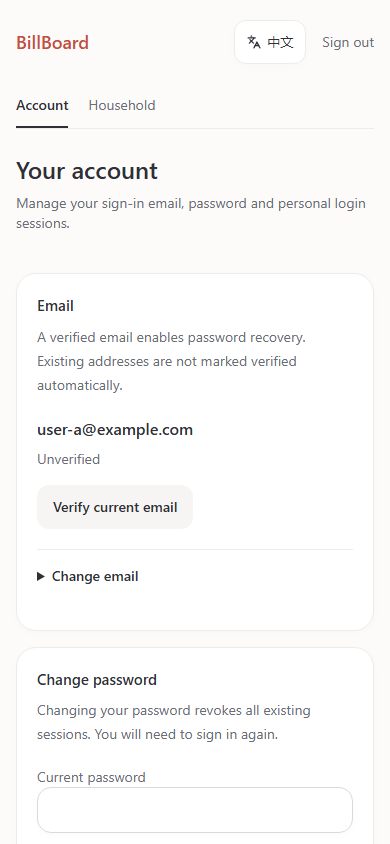 BillBoard
中文
Sign out
Account
Household
Your account
Manage your sign-in email, password and personal login
sessions.
Email
A verified email enables password recovery.
Existing addresses are not marked verified
automatically.
user-a@example.com
Unverified
Verify current email
Change email
Change password
Changing your password revokes all existing
sessions. You will need to sign in again.
Current password